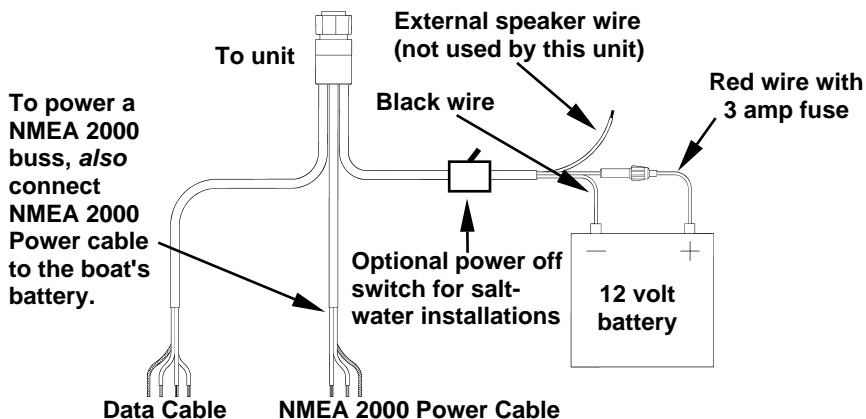 External speaker wire
(not used by this unit)
To unit
Red wire with
3 amp fuse
Black wire
To power a
NMEA 2000
buss, also
connect
NMEA 2000
Power cable
to the boat's
battery.
Optional power off
switch for salt-
water installations
–
+
12 volt
battery
Data Cable
NMEA 2000 Power Cable